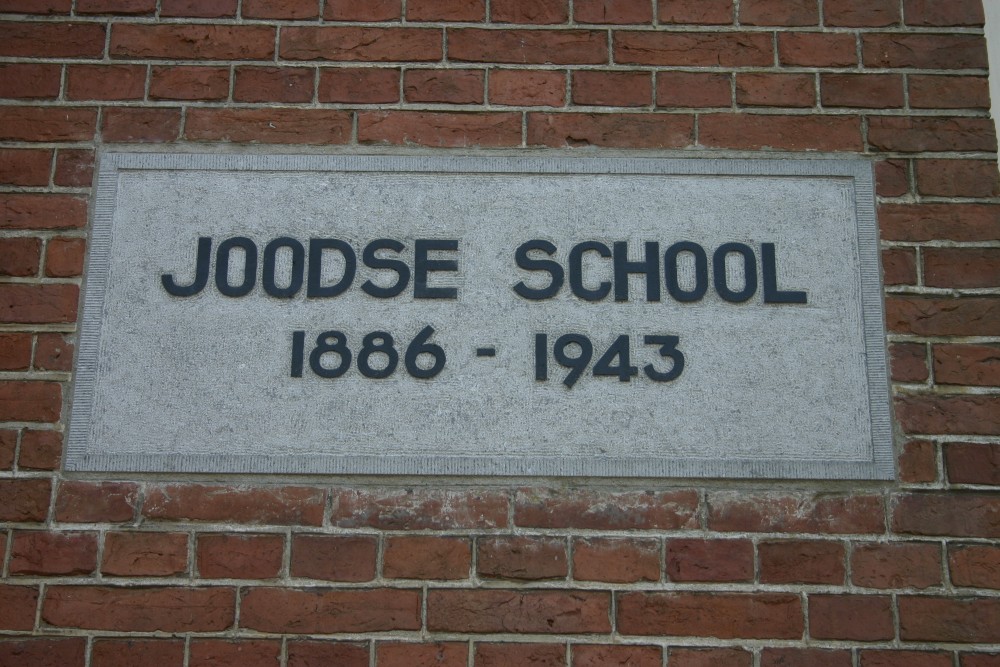 JOODSE SCHOOL
1886 - 1943